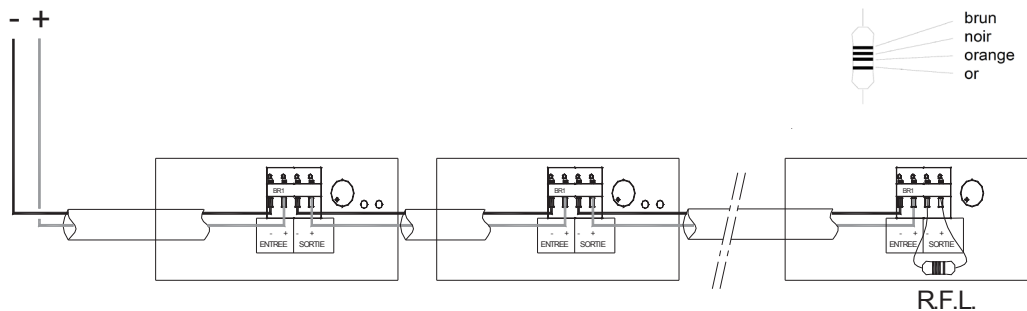 - +
brun
noir
orange
or
BR1
- + - +
ENTREE SORTIE
BR1
- + - +
ENTREE SORTIE
BR1
- + - +
ENTREE SORTIE
R.F.L.